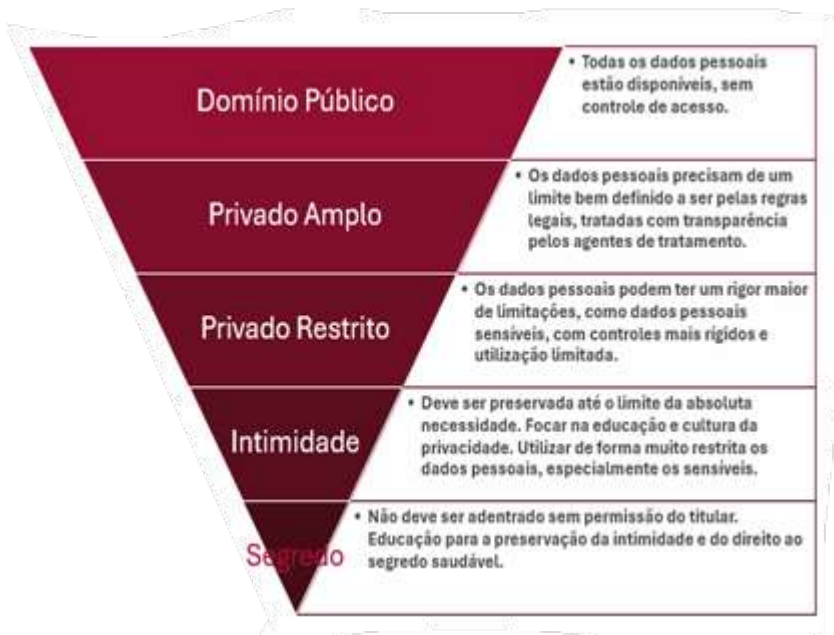 Domínio Público
• Todas os dados pessoais
estão disponíveis, sem
controle de acesso.
Privado Amplo
• Os dados pessoais precisam de um
limite bem definido a ser pelas regras
legais, tratadas com transparência
pelos agentes de tratamento.
Privado Restrito
• Os dados pessoais podem ter um rigor maior
de limitações, como dados pessoais
sensíveis, com controles mais rígidos e
utilização limitada.
Intimidade
• Deve ser preservada até o limite da absoluta
necessidade. Focar na educação e cultura da
privacidade. Utilizar de forma muito restrita os
dados pessoais, especialmente os sensíveis.
Segredo
• Não deve ser adentrado sem permissão do titular.
Educação para a preservação da intimidade e do direito ao
segredo saudável.